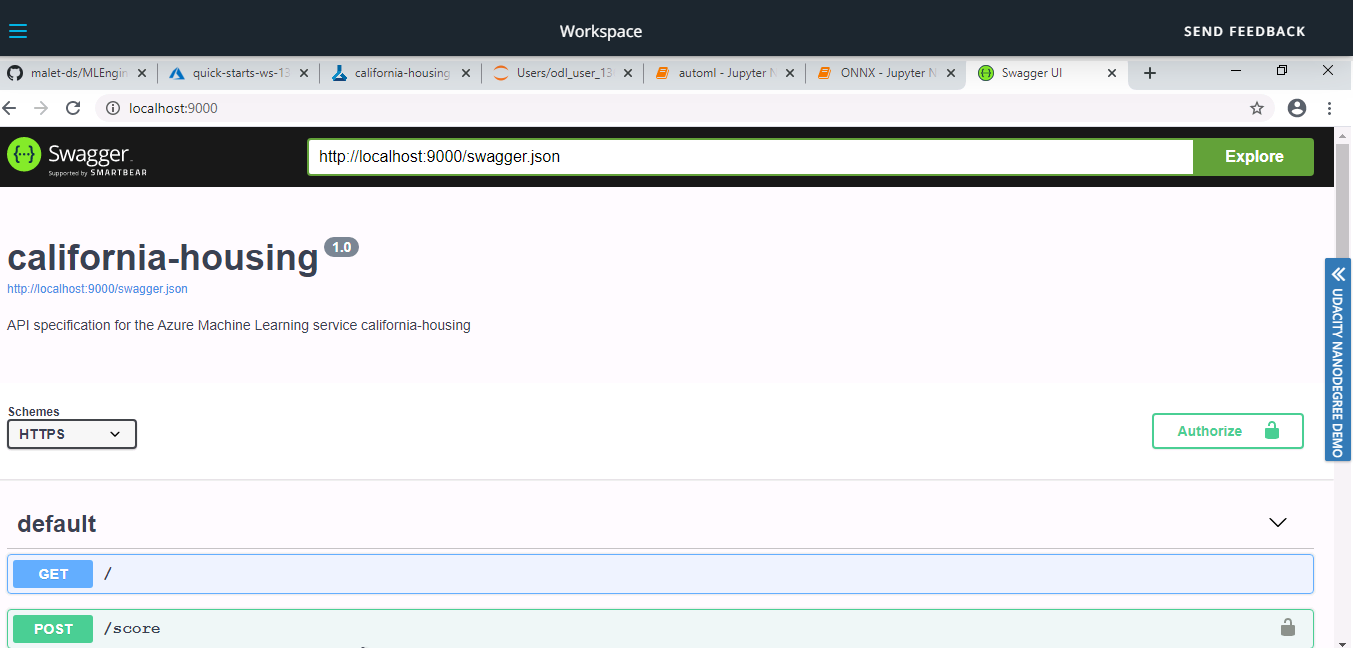 Workspace
SEND FEEDBACK
malet-ds/MLEngin
quick-starts-ws-13
california-housing
Users/odl_user_13
automl - Jupyter N
ONNX - Jupyter N
Swagger UI
localhost:9000
Swagger
Supported by SMARTBEAR
http://localhost:9000/swagger.json
Explore
california-housing 1.0
http://localhost:9000/swagger.json
API specification for the Azure Machine Learning service california-housing
UDACITY NANODEGREE DEMO
Schemes
HTTPS
Authorize
default
GET /
POST /score